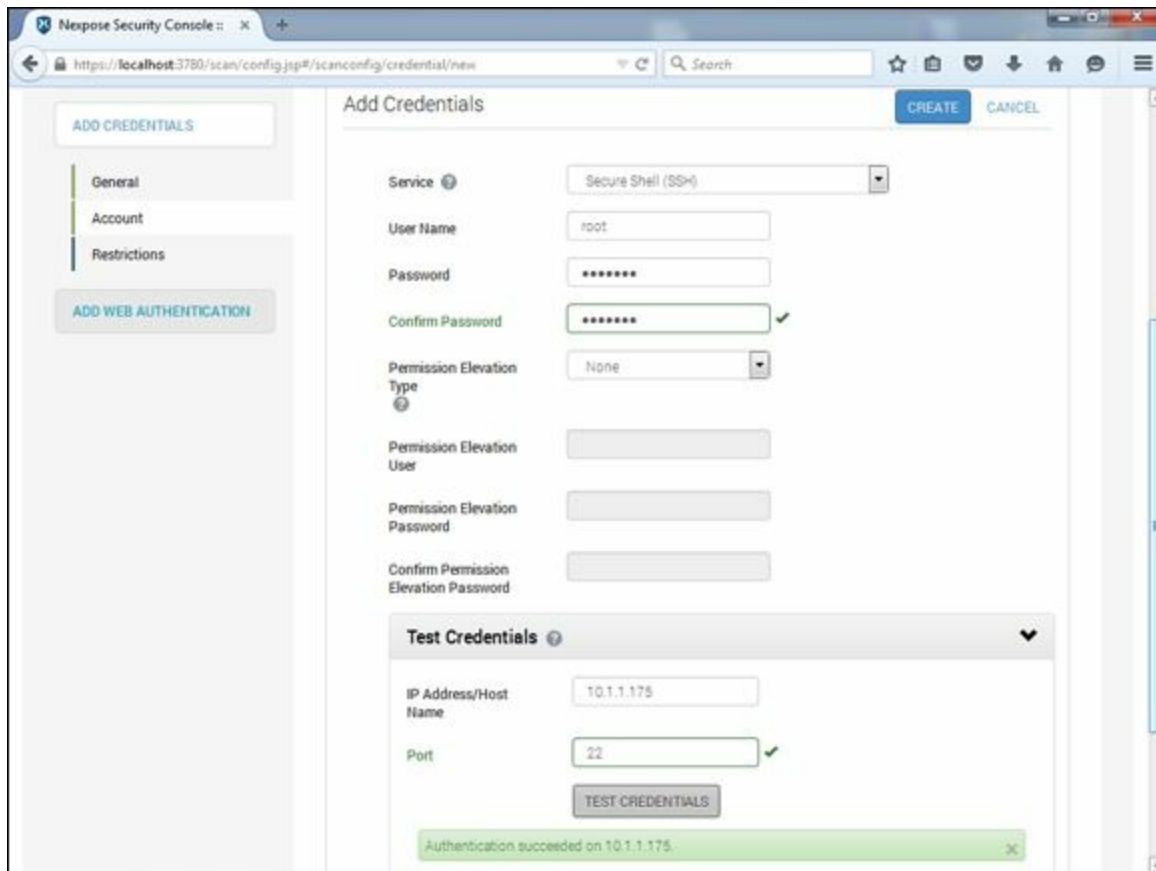 Nexpose Security Console ::
https://localhost:3780/scan/config.jsp#/scanconfig/credential/new
Search
ADD CREDENTIALS
General
Account
Restrictions
ADD WEB AUTHENTICATION
Add Credentials
CREATE
CANCEL
Service
Secure Shell (SSH)
User Name
root
Password
•••••••
Confirm Password
•••••••
Permission Elevation
Type
None
Permission Elevation
User
Permission Elevation
Password
Confirm Permission
Elevation Password
Test Credentials
IP Address/Host
Name
10.1.1.175
Port
22
TEST CREDENTIALS
Authentication succeeded on 10.1.1.175.